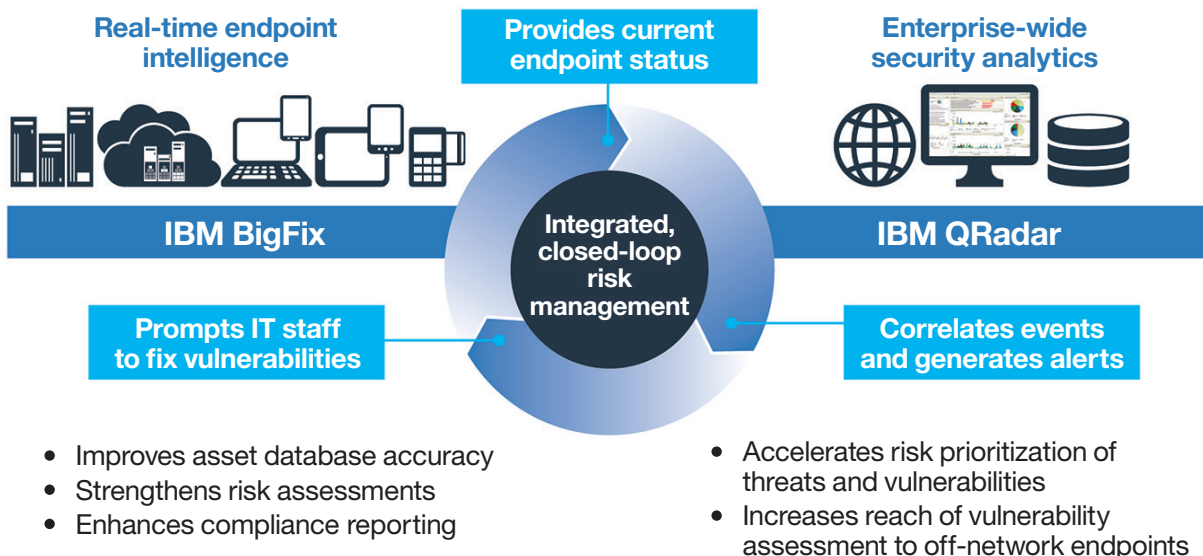 Real-time endpoint
intelligence
Provides current
endpoint status
Enterprise-wide
security analytics
IBM BigFix
Integrated,
closed-loop
risk
management
IBM QRadar
Prompts IT staff
to fix vulnerabilities
Correlates events
and generates alerts
• Improves asset database accuracy
• Strengthens risk assessments
• Enhances compliance reporting
• Accelerates risk prioritization of
threats and vulnerabilities
• Increases reach of vulnerability
assessment to off-network endpoints